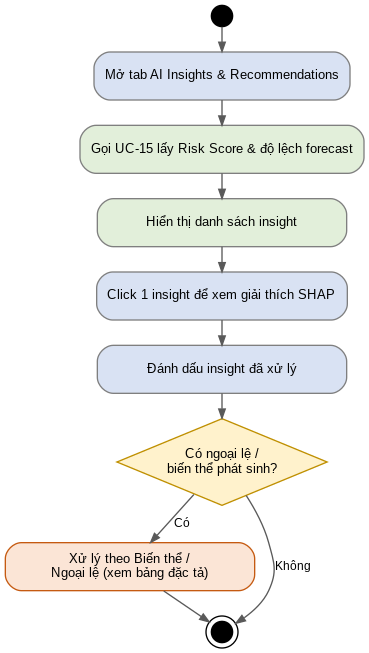 Mở tab AI Insights & Recommendations
Gọi UC-15 lấy Risk Score & độ lệch forecast
Hiển thị danh sách insight
Click 1 insight để xem giải thích SHAP
Đánh dấu insight đã xử lý
Có ngoại lệ /
biến thể phát sinh?
Có
Xử lý theo Biến thể /
Ngoại lệ (xem bảng đặc tả)
Không